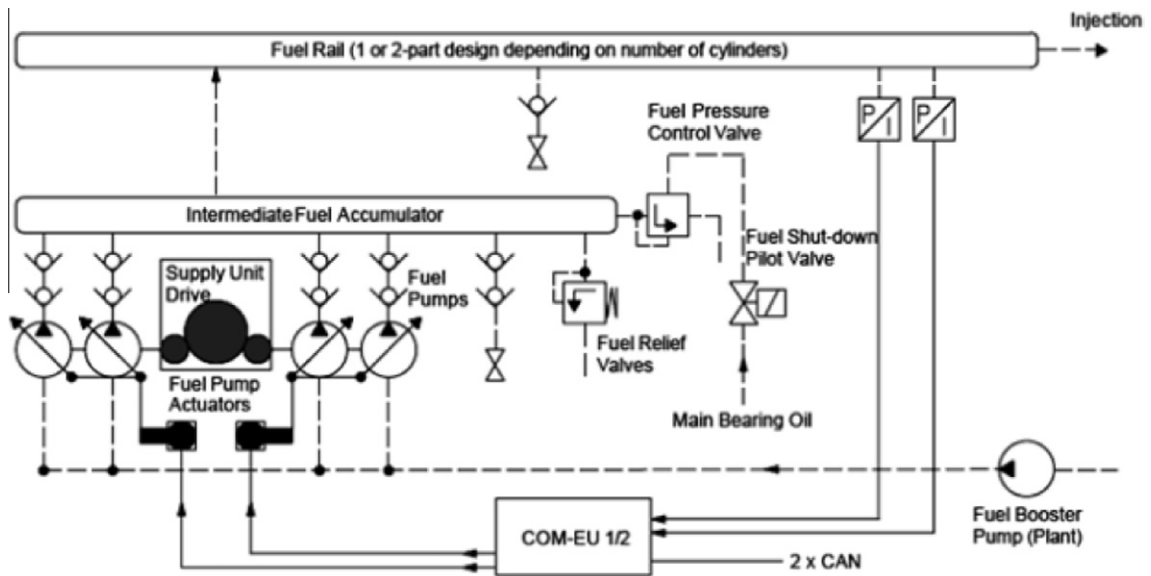 Injection
Fuel Rail (1 or 2-part design depending on number of cylinders)
Fuel Pressure
Control Valve
P/I
P/I
Intermediate Fuel Accumulator
Fuel Shut-down
Pilot Valve
Supply Unit
Drive
Fuel
Pumps
Fuel Relief
Valves
Fuel Pump
Actuators
Main Bearing Oil
COM-EU 1/2
2 x CAN
Fuel Booster
Pump (Plant)